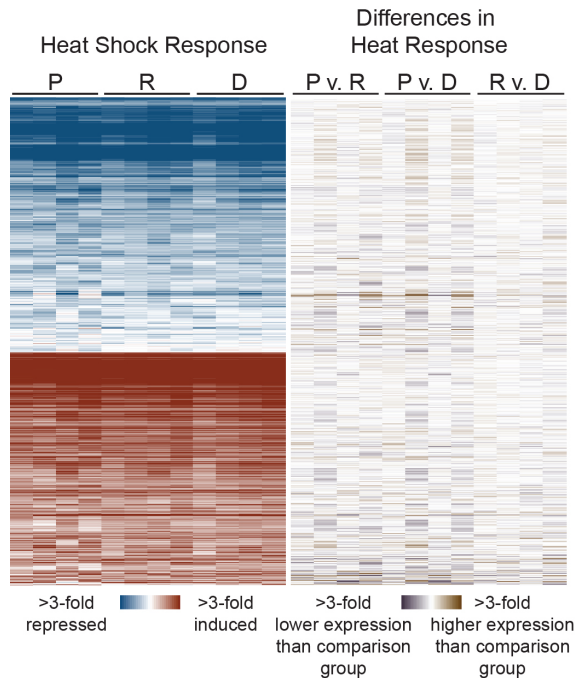 Heat Shock Response
Differences in
Heat Response
P
R
D
P v. R
P v. D
R v. D
>3-fold
repressed
>3-fold
induced
>3-fold
lower expression
than comparison
group
>3-fold
higher expression
than comparison
group